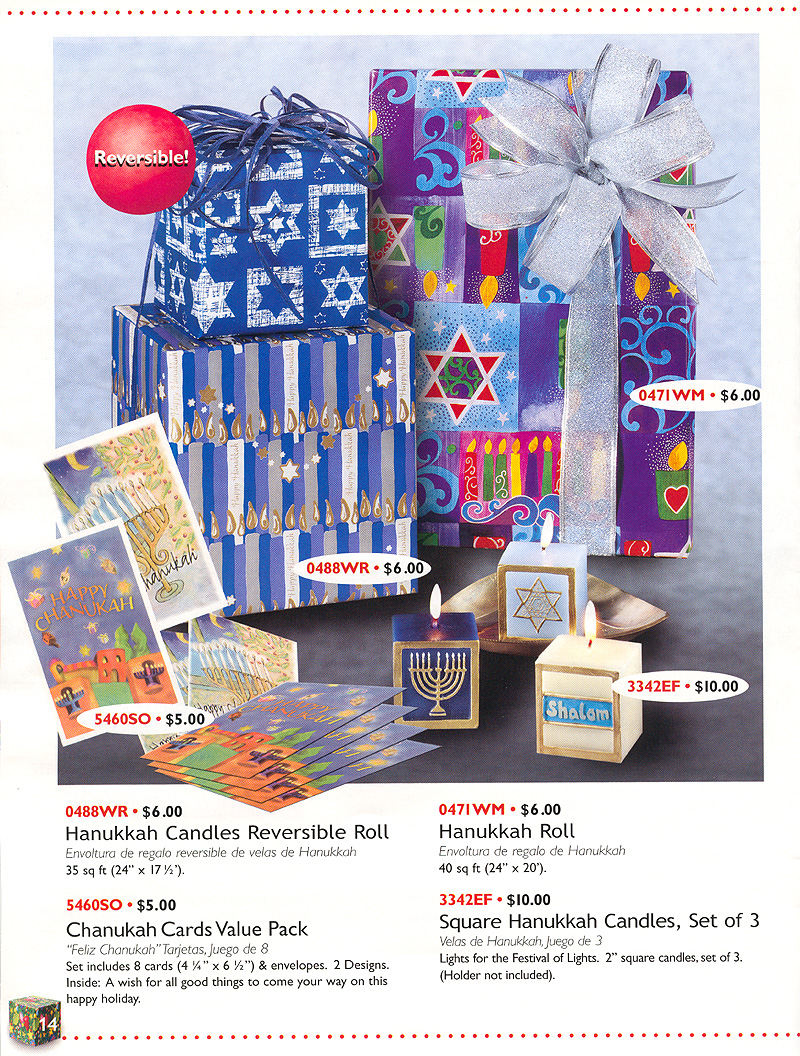 Reversible!
0471WM • $6.00
0488WR • $6.00
Happy Hanukkah
HAPPY
CHANUKAH
5460SO • $5.00
Shalom
3342EF • $10.00
0488WR • $6.00
Hanukkah Candles Reversible Roll
Envoltura de regalo reversible de velas de Hanukkah
35 sq ft (24” x 17 ½’).
5460SO • $5.00
Chanukah Cards Value Pack
“Feliz Chanukah” Tarjetas, Juego de 8
Set includes 8 cards (4 ¼” x 6 ½”) & envelopes. 2 Designs.
Inside: A wish for all good things to come your way on this
happy holiday.
0471WM • $6.00
Hanukkah Roll
Envoltura de regalo de Hanukkah
40 sq ft (24” x 20’).
3342EF • $10.00
Square Hanukkah Candles, Set of 3
Velas de Hanukkah, Juego de 3
Lights for the Festival of Lights. 2” square candles, set of 3.
(Holder not included).
14